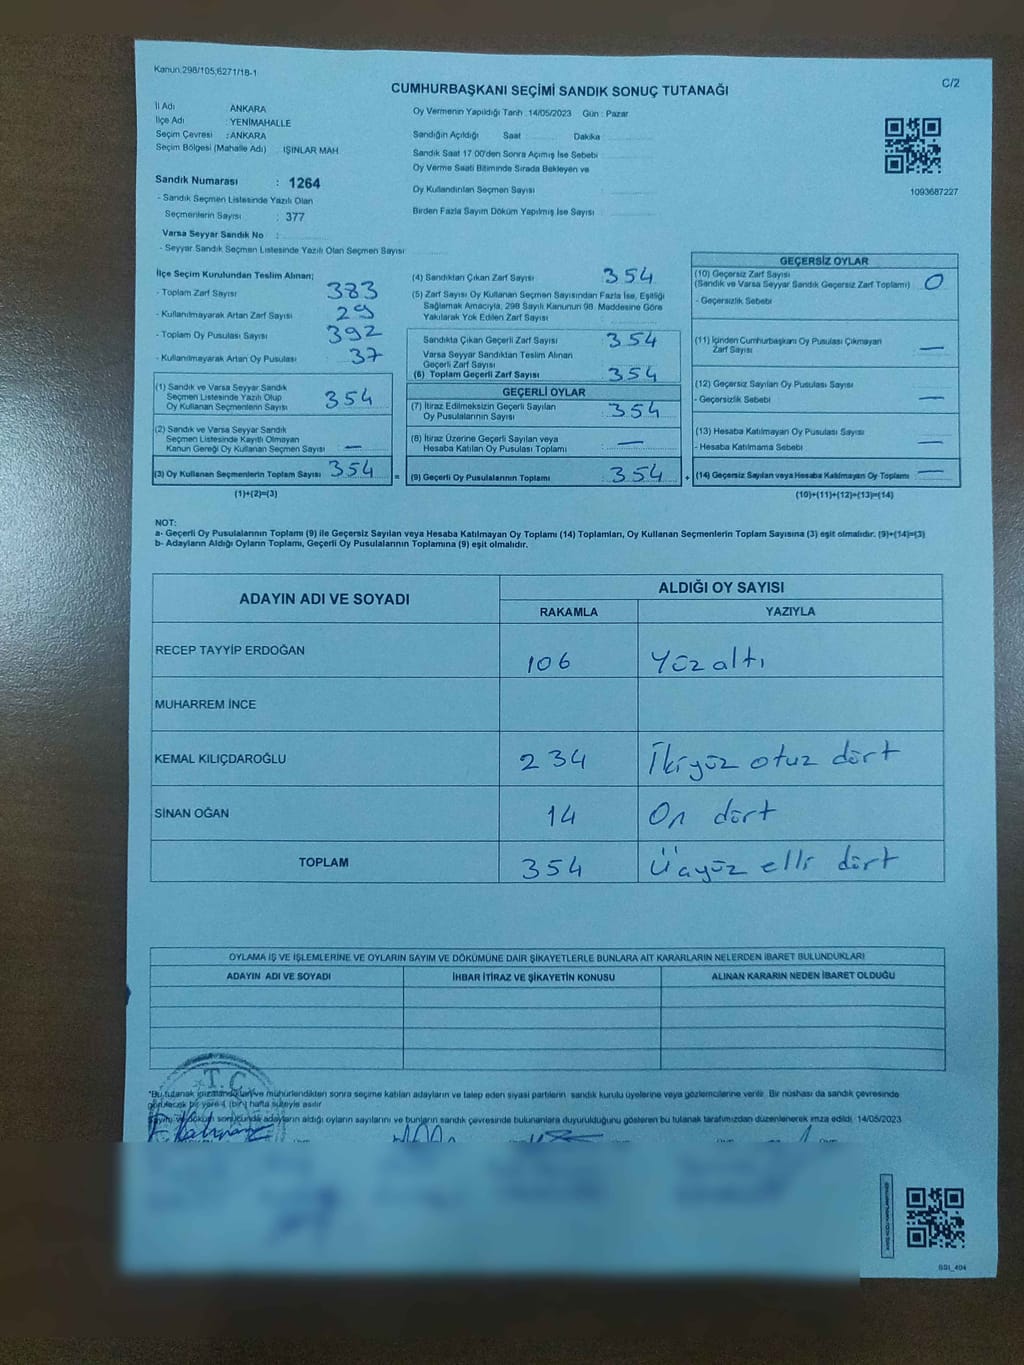 Kanun.298/105,6271/18-1
C/2
CUMHURBAŞKANI SEÇİMİ SANDIK SONUÇ TUTANAĞI
İl Adı ANKARA
İlçe Adı : YENİMAHALLE
Seçim Çevresi : ANKARA
Seçim Bölgesi (Mahalle Adı) : IŞINLAR MAH
Sandık Numarası : 1264
- Sandık Seçmen Listesinde Yazılı Olan
Seçmenlerin Sayısı : 377
Varsa Seyyar Sandık No :
- Seyyar Sandık Seçmen Listesinde Yazılı Olan Seçmen Sayısı
Oy Vermenin Yapıldığı Tarih : 14/05/2023 Gün : Pazar
Sandığın Açıldığı Saat Dakika
Sandık Saat 17 00'den Sonra Açımış İse Sebebi
Oy Verme Saati Bitiminde Sırada Bekleyen ve
Oy Kullandırılan Seçmen Sayısı :
Birden Fazla Sayım Döküm Yapılmış İse Sayısı :
1093687227
İlçe Seçim Kurulundan Teslim Alınan;
- Toplam Zarf Sayısı 383
- Kullanılmayarak Artan Zarf Sayısı 29
- Toplam Oy Pusulası Sayısı 392
- Kullanılmayarak Artan Oy Pusulası 37
(1) Sandık ve Varsa Seyyar Sandık
Seçmen Listesinde Yazılı Olup
Oy Kullanan Seçmenlerin Sayısı 354
(2) Sandık ve Varsa Seyyar Sandık
Seçmen Listesinde Kayıtlı Olmayan
Kanun Gereği Oy Kullanan Seçmen Sayısı —
(3) Oy Kullanan Seçmenlerin Toplam Sayısı 354
(1)+(2)=(3)
(4) Sandıktan Çıkan Zarf Sayısı 354
(5) Zarf Sayısı Oy Kullanan Seçmen Sayısından Fazla İse, Eşitliği
Sağlamak Amacıyla, 298 Sayılı Kanunun 98. Maddesine Göre
Yakılarak Yok Edilen Zarf Sayısı
Sandıkta Çıkan Geçerli Zarf Sayısı : 354
Varsa Seyyar Sandıktan Teslim Alınan
Geçerli Zarf Sayısı
(6) Toplam Geçerli Zarf Sayısı 354
GEÇERLİ OYLAR
(7) İtiraz Edilmeksizin Geçerli Sayılan
Oy Pusulalarının Sayısı : 354
(8) İtiraz Üzerine Geçerli Sayılan veya
Hesaba Katılan Oy Pusulası Toplamı —
= (9) Geçerli Oy Pusulalarının Toplamı 354 +
GEÇERSİZ OYLAR
(10) Geçersiz Zarf Sayısı
(Sandık ve Varsa Seyyar Sandık Geçersiz Zarf Toplamı) 0
- Geçersizlik Sebebi
(11) İçinden Cumhurbaşkanı Oy Pusulası Çıkmayan
Zarf Sayısı —
(12) Geçersiz Sayılan Oy Pusulası Sayısı
- Geçersizlik Sebebi —
(13) Hesaba Katılmayan Oy Pusulası Sayısı
- Hesaba Katılmama Sebebi —
(14) Geçersiz Sayılan veya Hesaba Katılmayan Oy Toplamı —
(10)+(11)+(12)+(13)=(14)
NOT:
a- Geçerli Oy Pusulalarının Toplamı (9) ile Geçersiz Sayılan veya Hesaba Katılmayan Oy Toplamı (14) Toplamları, Oy Kullanan Seçmenlerin Toplam Sayısına (3) eşit olmalıdır. (9)+(14)=(3)
b- Adayların Aldığı Oyların Toplamı, Geçerli Oy Pusulalarının Toplamına (9) eşit olmalıdır.
ADAYIN ADI VE SOYADI ALDIĞI OY SAYISI
RAKAMLA YAZIYLA
RECEP TAYYİP ERDOĞAN 106 Yüz altı
MUHARREM İNCE
KEMAL KILIÇDAROĞLU 234 İkiyüz otuz dört
SİNAN OĞAN 14 On dört
TOPLAM 354 Üçyüz elli dört
OYLAMA İŞ VE İŞLEMLERİNE VE OYLARIN SAYIM VE DÖKÜMÜNE DAİR ŞİKAYETLERLE BUNLARA AİT KARARLARIN NELERDEN İBARET BULUNDUKLARI
ADAYIN ADI VE SOYADI İHBAR İTİRAZ VE ŞİKAYETİN KONUSU ALINAN KARARIN NEDEN İBARET OLDUĞU
T.C.
*Bu tutanak imzalandıktan ve mühürlendikten sonra seçime katılan adayların ve talep eden siyasi partilerin sandık kurulu üyelerine veya gözlemcilerine verilir. Bir nüshası da sandık çevresinde
görülecek bir yere 1 (bir) hafta süreyle asılır
Sayım ve döküm sonucunda adayların aldığı oyların sayılarını ve bunların sandık çevresinde bulunanlara duyurulduğunu gösteren bu tutanak tarafımızdan düzenlenerek imza edildi. 14/05/2023